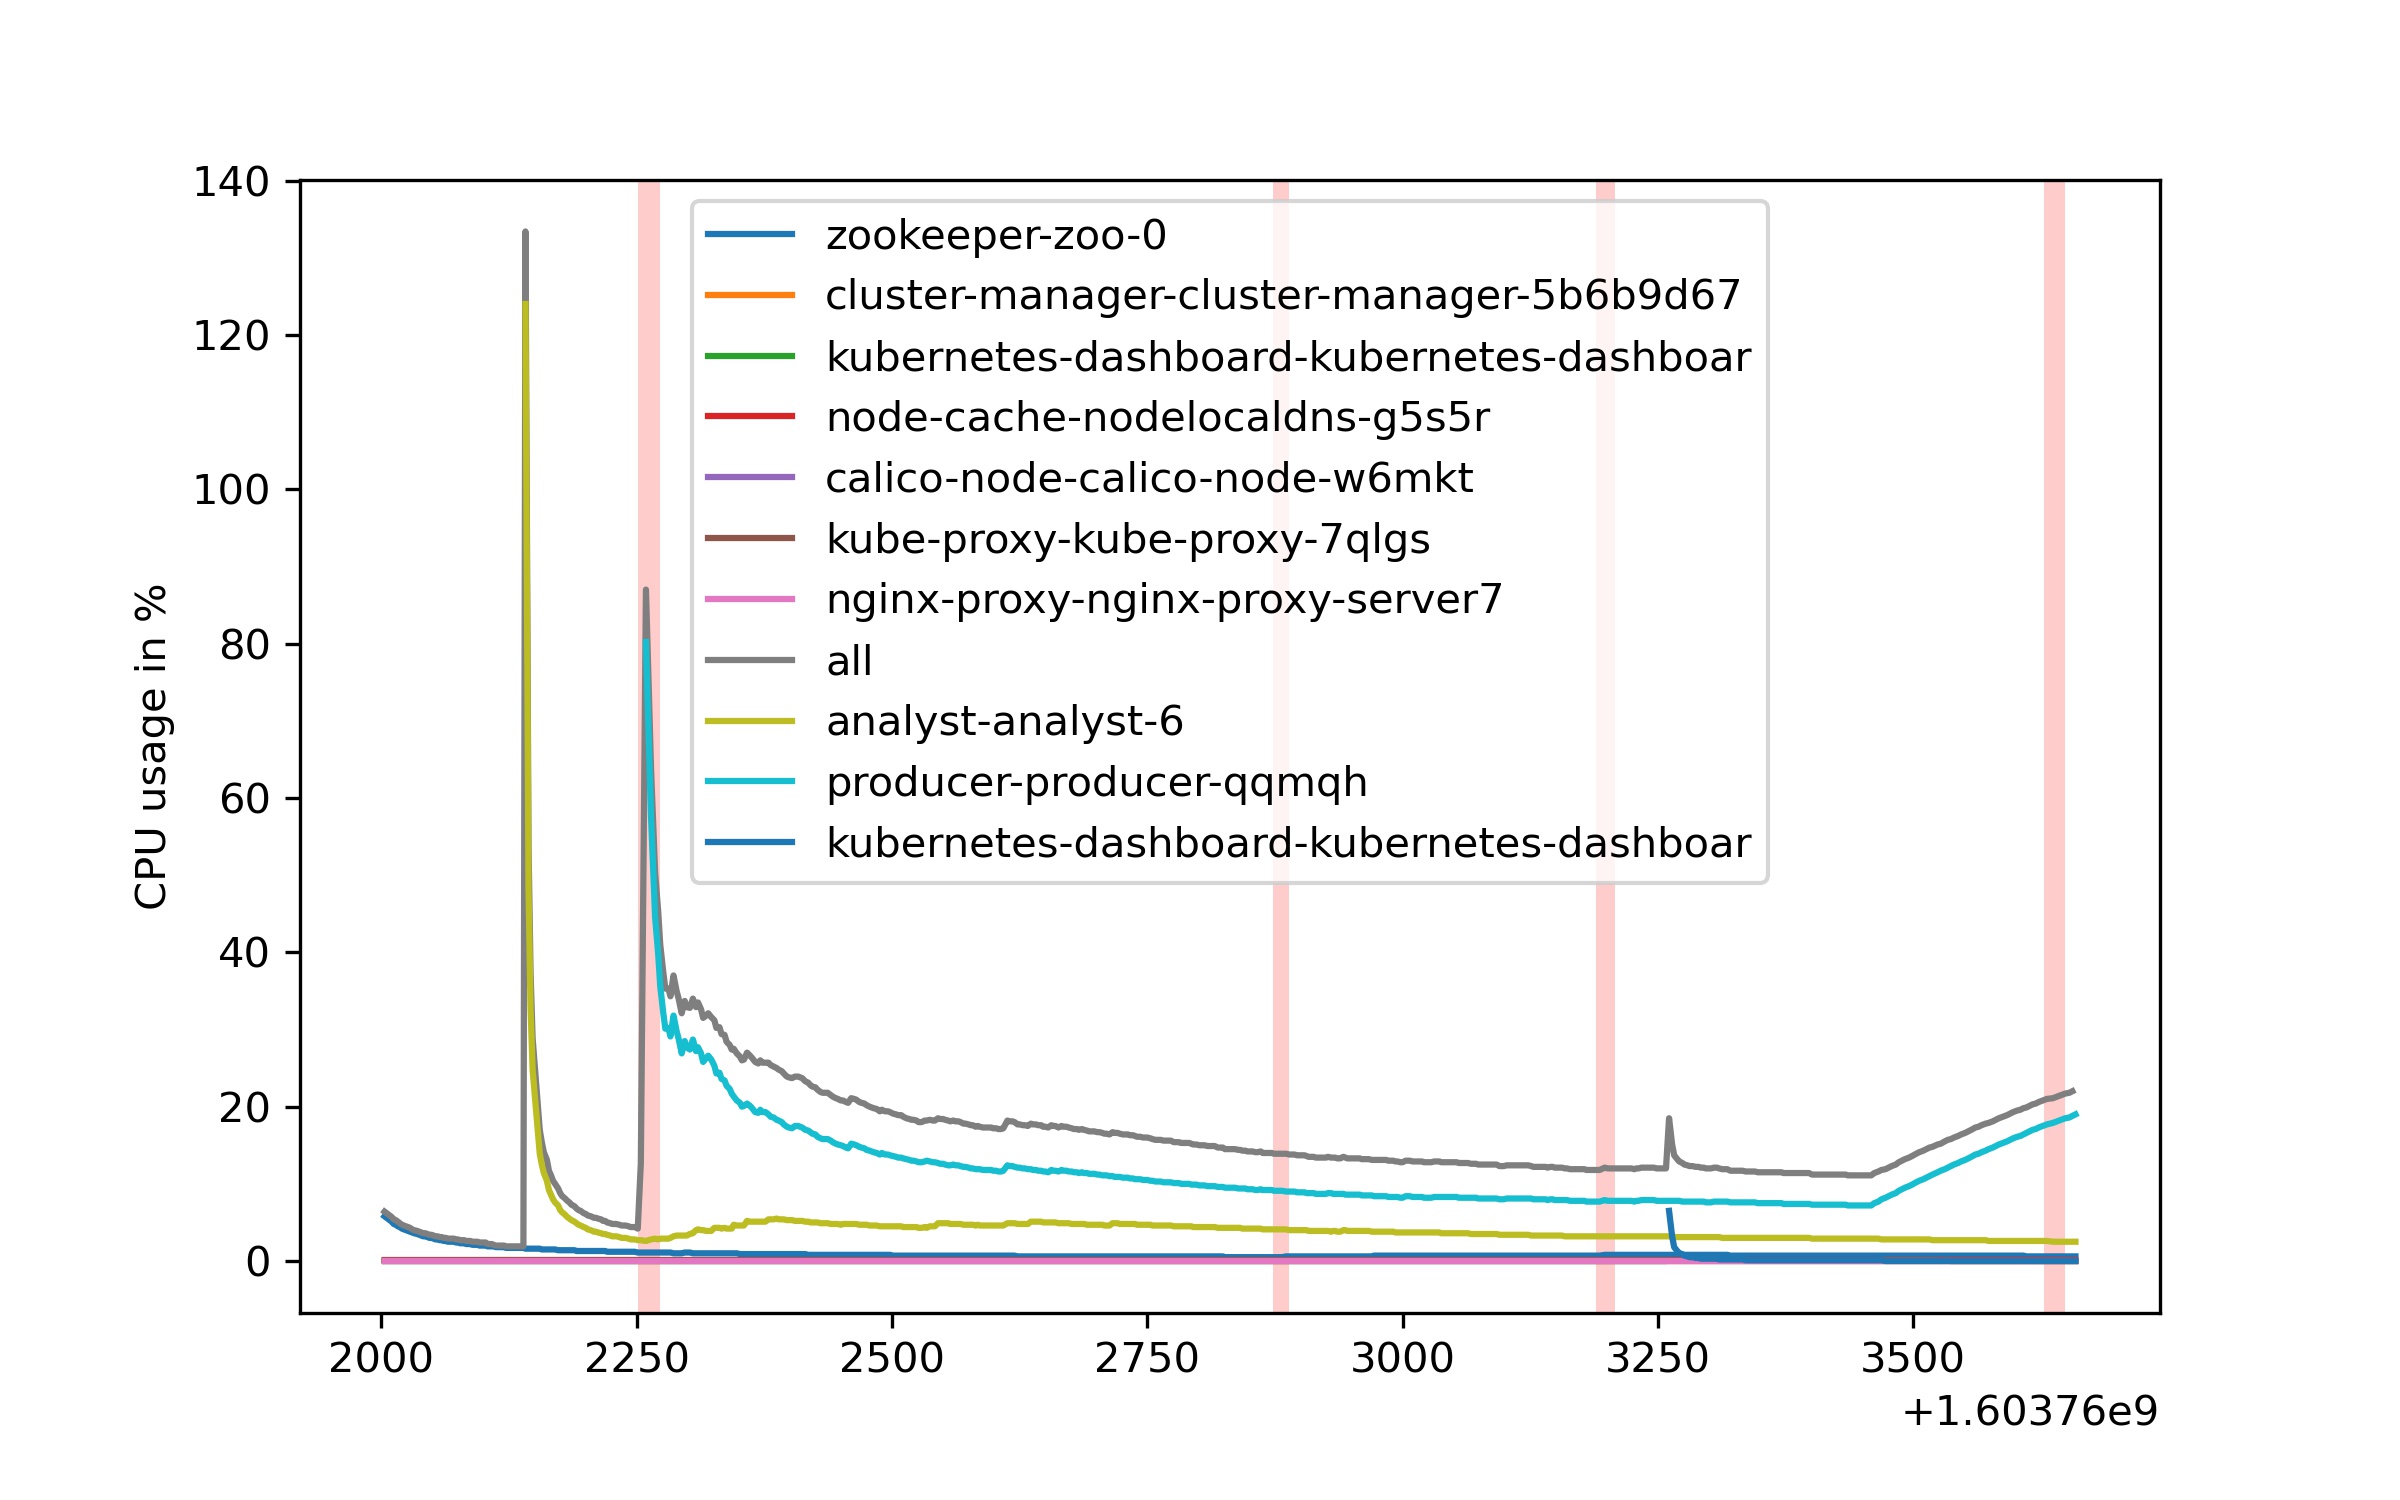 140
120
100
80
60
40
20
0
CPU usage in %
zookeeper-zoo-0
cluster-manager-cluster-manager-5b6b9d67
kubernetes-dashboard-kubernetes-dashboar
node-cache-nodelocaldns-g5s5r
calico-node-calico-node-w6mkt
kube-proxy-kube-proxy-7qlgs
nginx-proxy-nginx-proxy-server7
all
analyst-analyst-6
producer-producer-qqmqh
kubernetes-dashboard-kubernetes-dashboar
2000 2250 2500 2750 3000 3250 3500
+1.60376e9